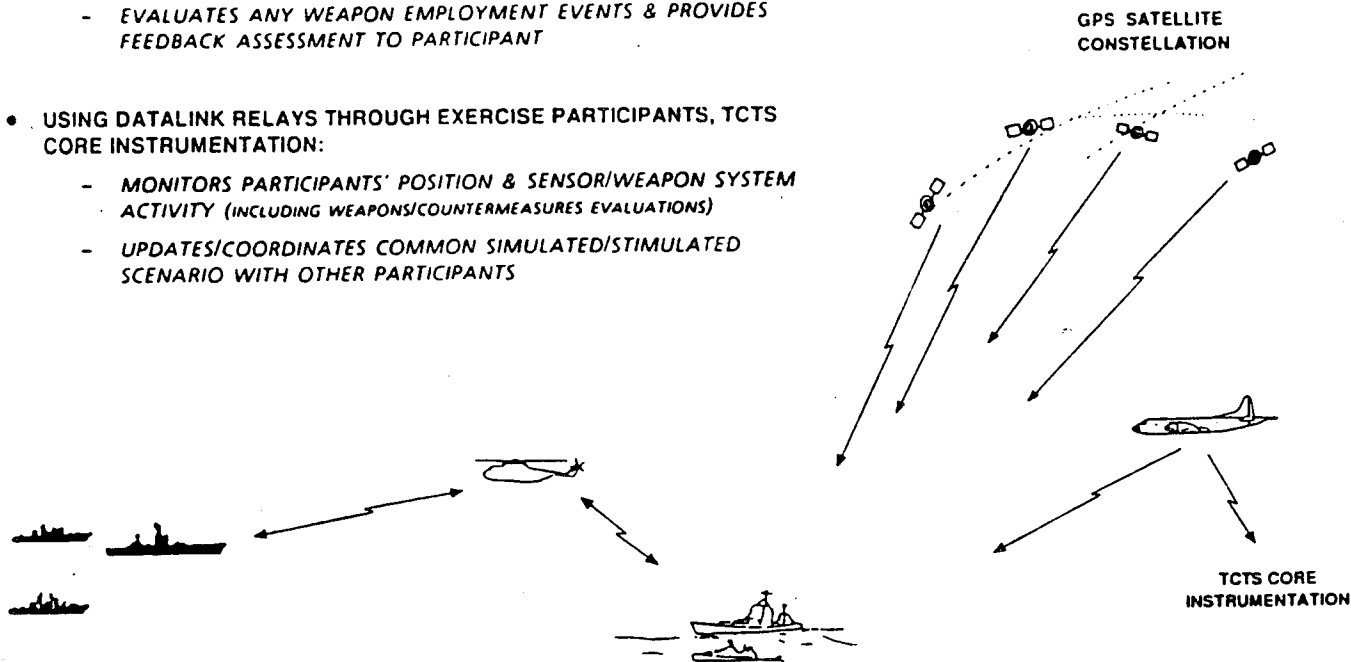 - EVALUATES ANY WEAPON EMPLOYMENT EVENTS & PROVIDES
FEEDBACK ASSESSMENT TO PARTICIPANT
• USING DATALINK RELAYS THROUGH EXERCISE PARTICIPANTS, TCTS
CORE INSTRUMENTATION:
- MONITORS PARTICIPANTS' POSITION & SENSOR/WEAPON SYSTEM
ACTIVITY (INCLUDING WEAPONS/COUNTERMEASURES EVALUATIONS)
- UPDATES/COORDINATES COMMON SIMULATED/STIMULATED
SCENARIO WITH OTHER PARTICIPANTS
GPS SATELLITE
CONSTELLATION
TCTS CORE
INSTRUMENTATION